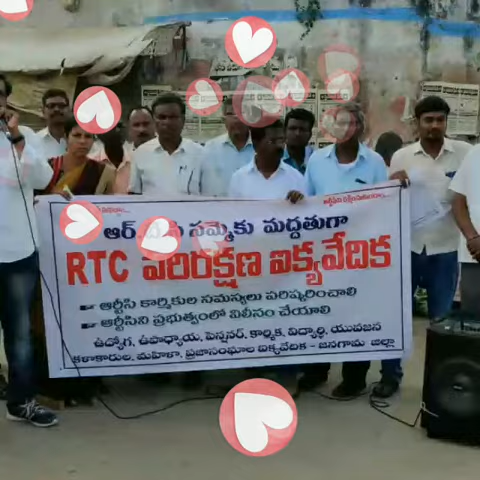 ఆర్.టి.సి సమ్మెకు మద్దతుగా
RTC పరిరక్షణ ఐక్యవేదిక
ఆర్టీసి కార్మికుల సమస్యలు పరిష్కరించాలి
ఆర్టీసిని ప్రభుత్వంలో విలీనం చేయాలి
ఉద్యోగ, ఉపాధ్యాయ, పెన్షనర్, కార్మిక, విద్యార్థి, యువజన
కళాకారుల, మహిళా, ప్రజాసంఘాల ఐక్యవేదిక - జనగామ జిల్లా